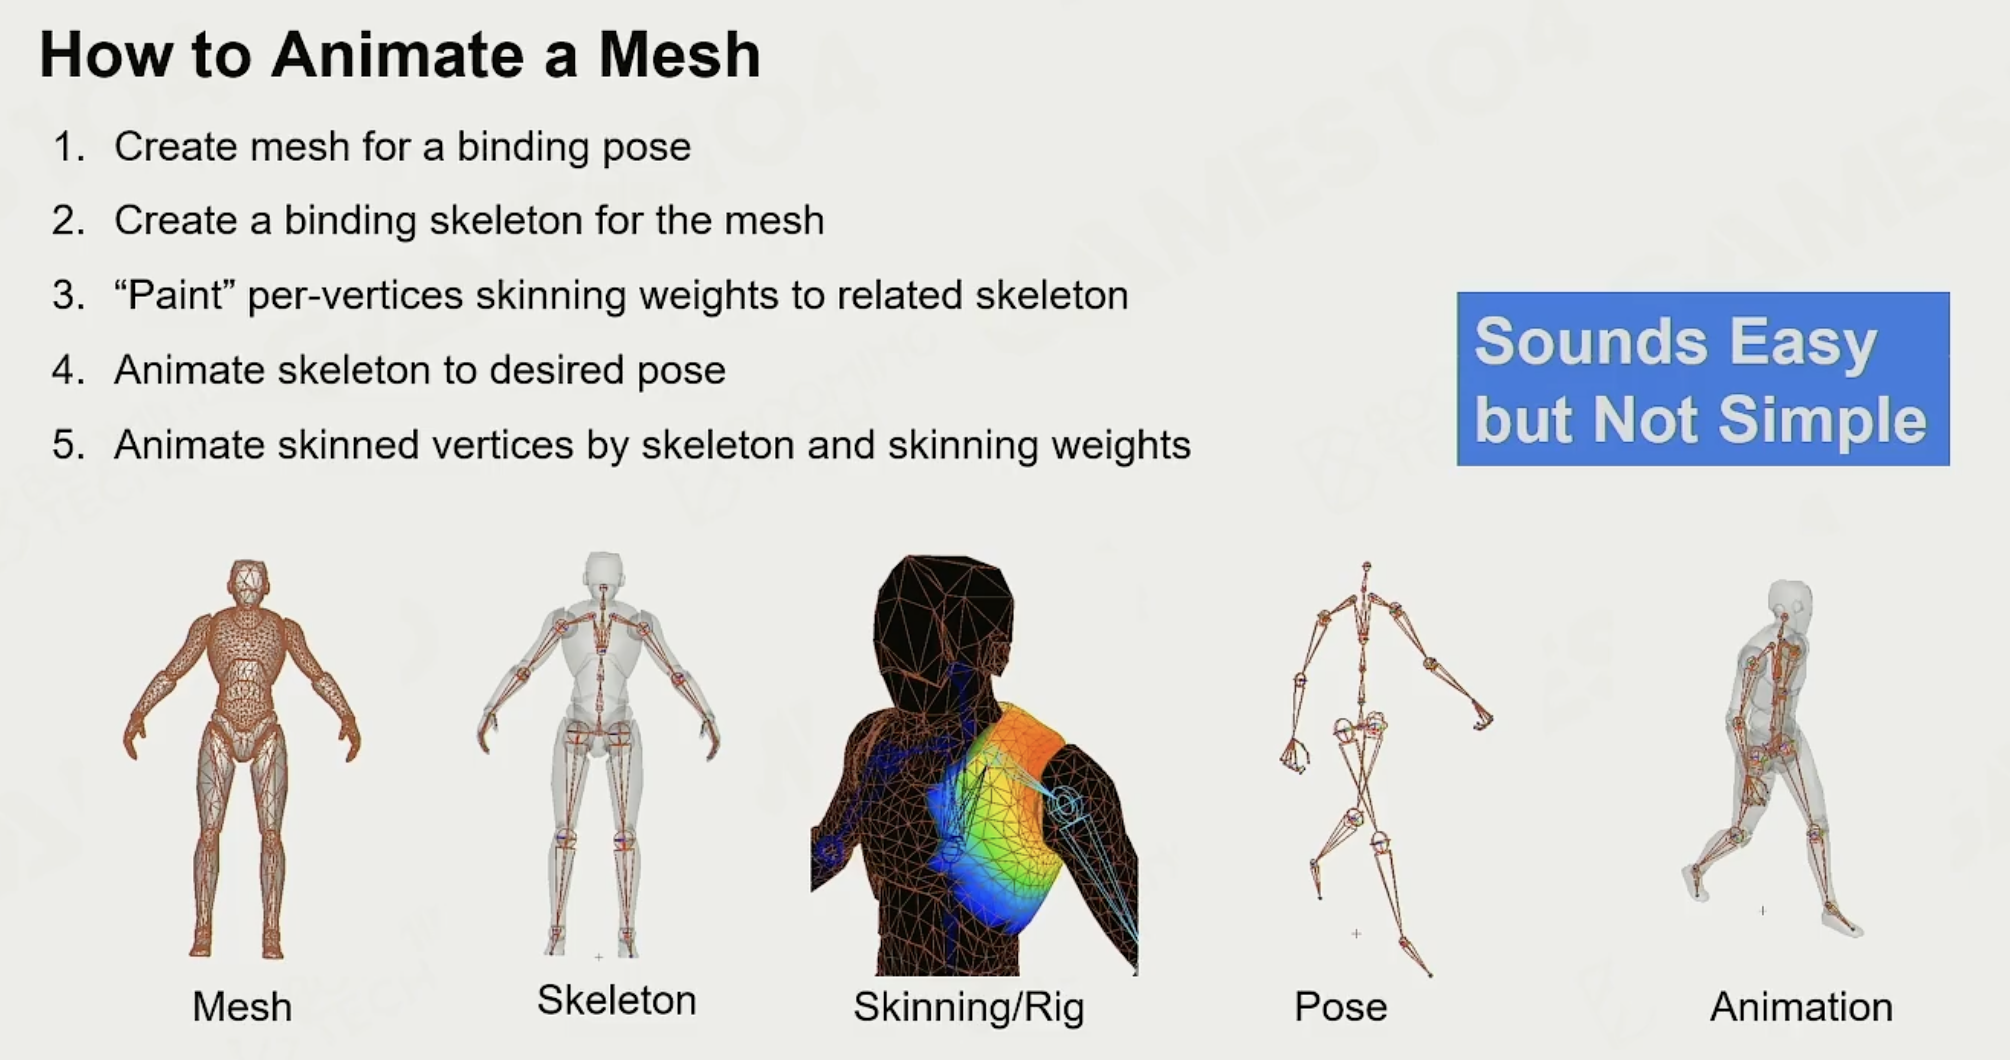 How to Animate a Mesh
1. Create mesh for a binding pose
2. Create a binding skeleton for the mesh
3. “Paint” per-vertices skinning weights to related skeleton
4. Animate skeleton to desired pose
5. Animate skinned vertices by skeleton and skinning weights
Sounds Easy
but Not Simple
Mesh
Skeleton
Skinning/Rig
Pose
Animation